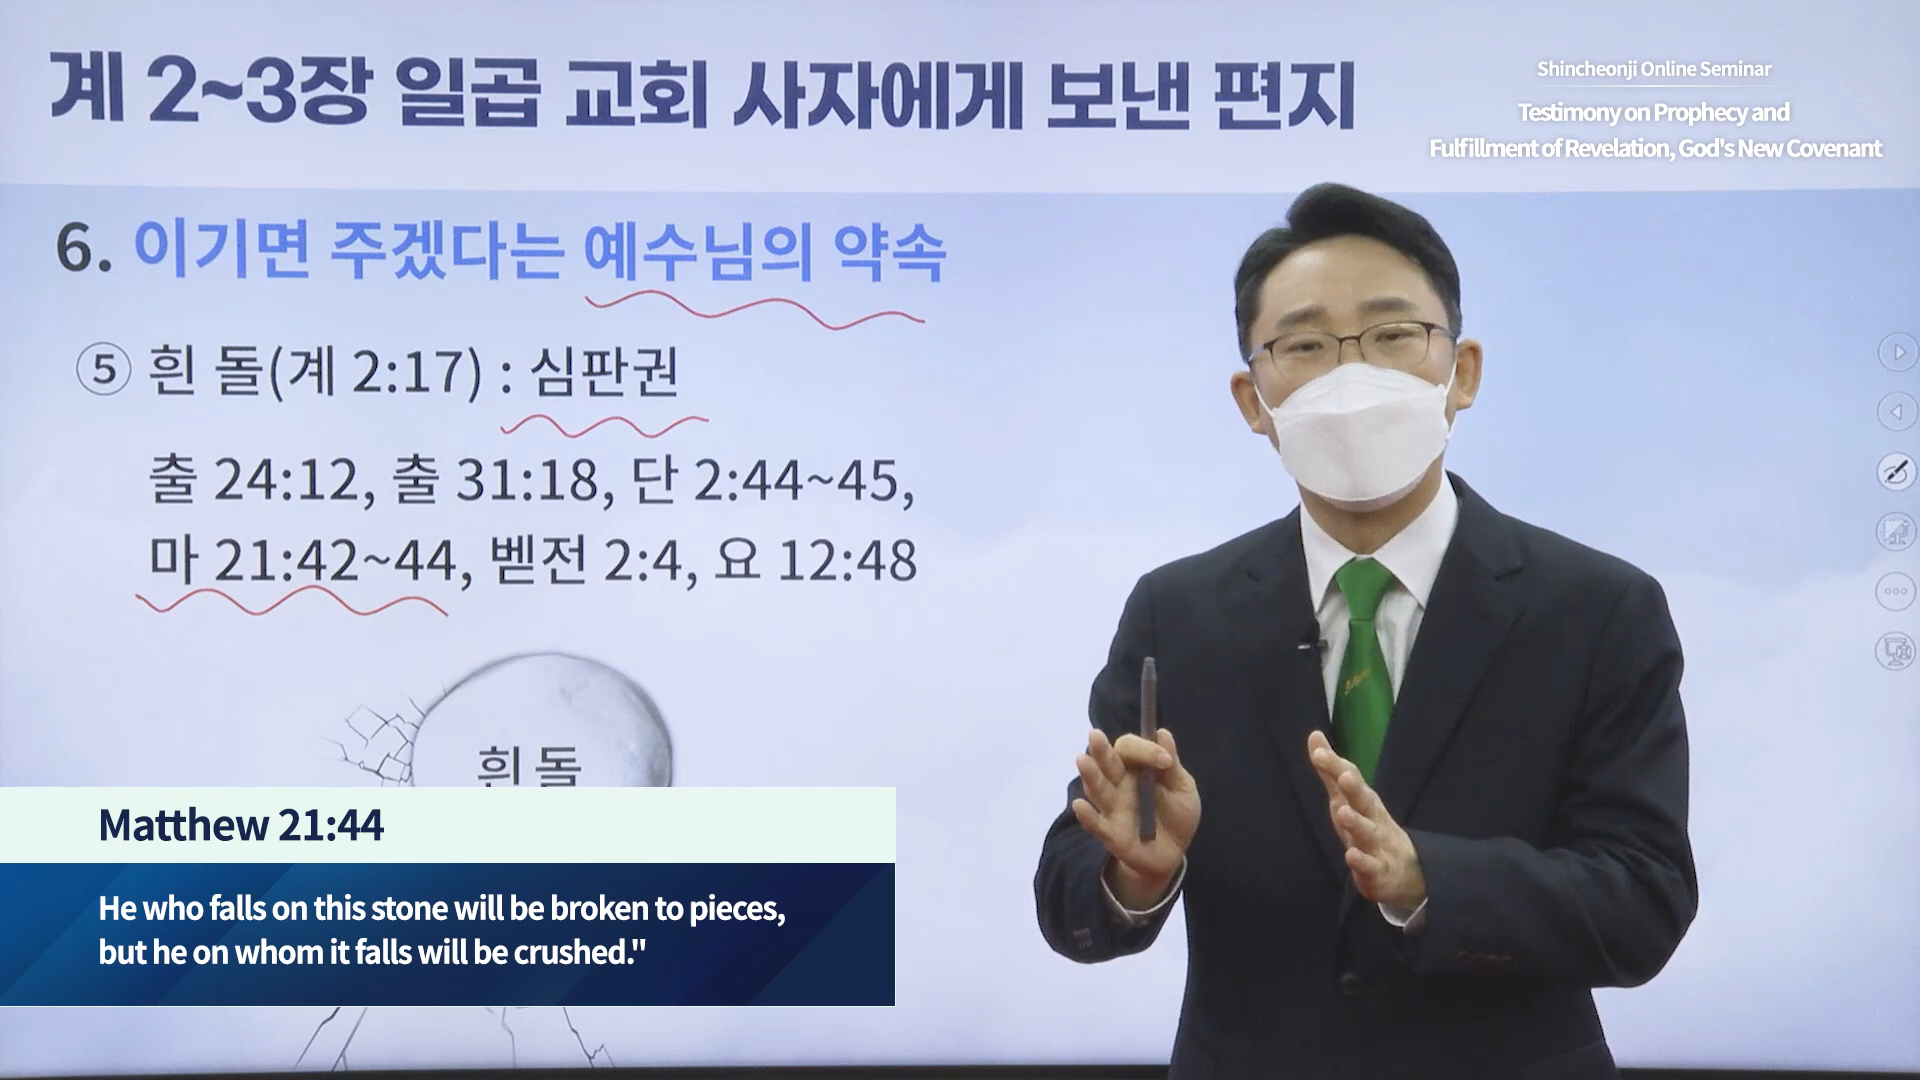 계 2~3장 일곱 교회 사자에게 보낸 편지
Shincheonji Online Seminar
Testimony on Prophecy and
Fulfillment of Revelation, God's New Covenant
6. 이기면 주겠다는 예수님의 약속
⑤ 흰 돌(계 2:17) : 심판권
출 24:12, 출 31:18, 단 2:44~45,
마 21:42~44, 벧전 2:4, 요 12:48
흰 돌
Matthew 21:44
He who falls on this stone will be broken to pieces,
but he on whom it falls will be crushed."